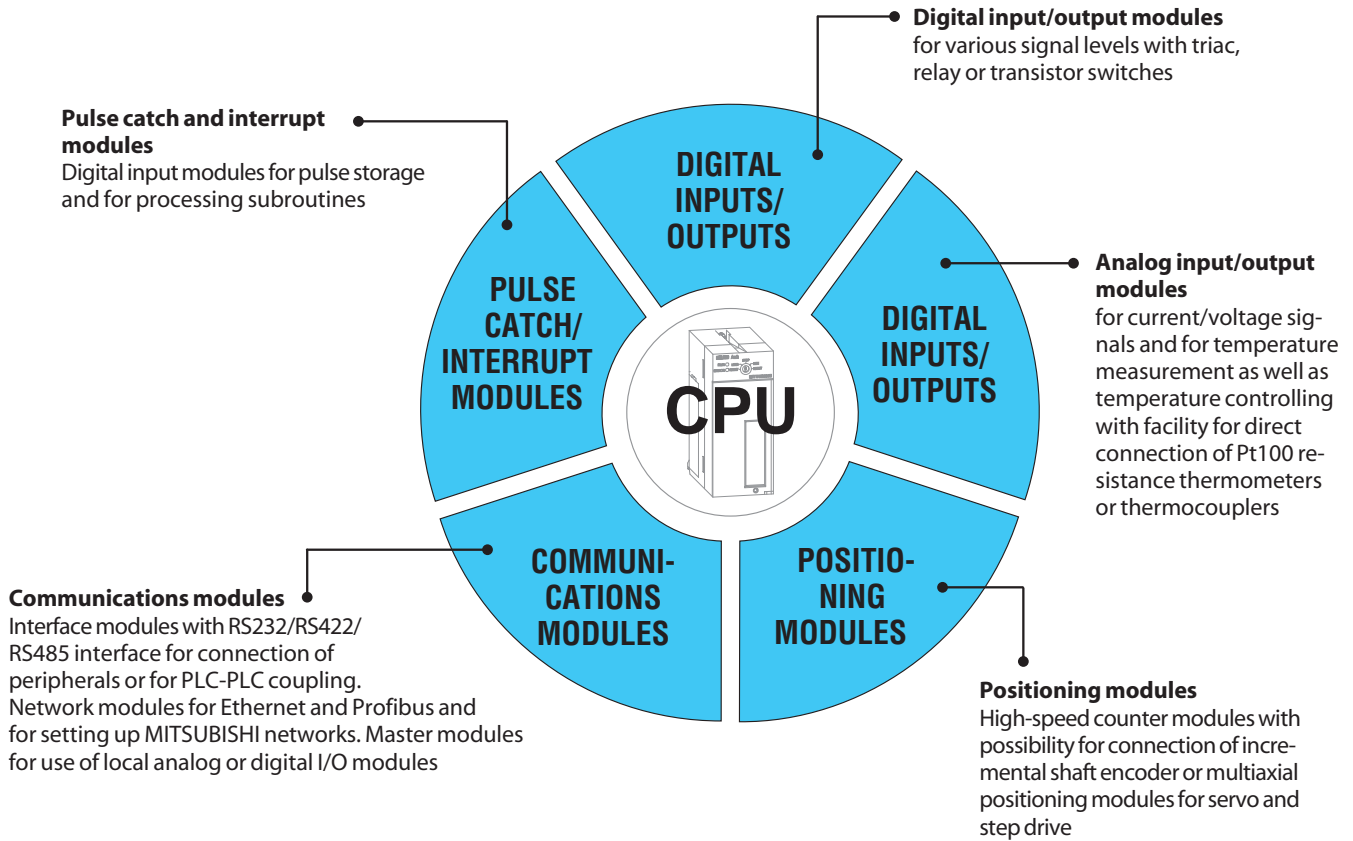 Digital input/output modules
for various signal levels with triac,
relay or transistor switches
Pulse catch and interrupt
modules
Digital input modules for pulse storage
and for processing subroutines
DIGITAL
INPUTS/
OUTPUTS
Analog input/output
modules
for current/voltage sig-
nals and for temperature
measurement as well as
temperature controlling
with facility for direct
connection of Pt100 re-
sistance thermometers
or thermocouplers
PULSE
CATCH/
INTERRUPT
MODULES
DIGITAL
INPUTS/
OUTPUTS
CPU
COMMUNI-
CATIONS
MODULES
POSITIO-
NING
MODULES
Communications modules
Interface modules with RS232/RS422/
RS485 interface for connection of
peripherals or for PLC-PLC coupling.
Network modules for Ethernet and Profibus and
for setting up MITSUBISHI networks. Master modules
for use of local analog or digital I/O modules
Positioning modules
High-speed counter modules with
possibility for connection of incre-
mental shaft encoder or multiaxial
positioning modules for servo and
step drive